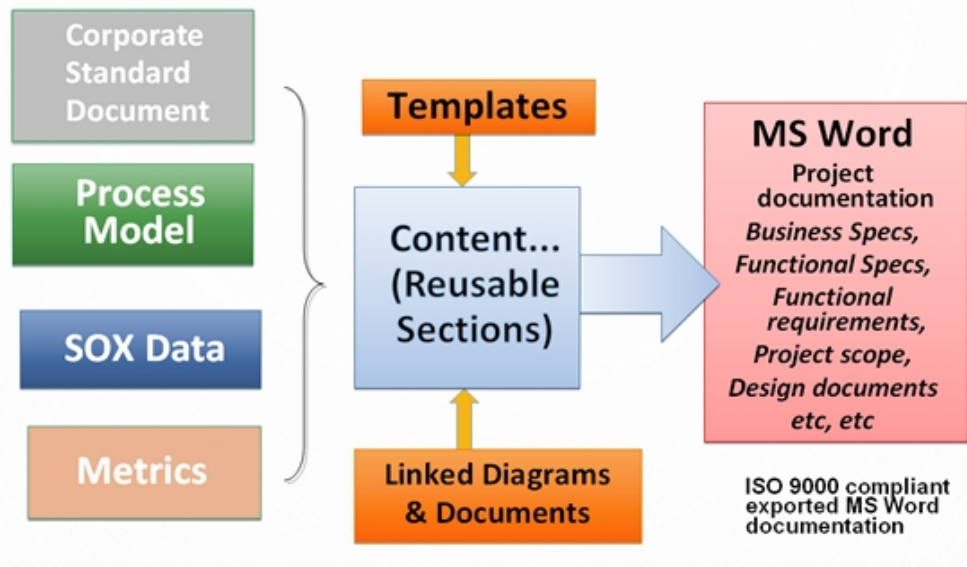 Corporate
Standard
Document
Process
Model
SOX Data
Metrics
Templates
Content...
(Reusable
Sections)
Linked Diagrams
& Documents
MS Word
Project
documentation
Business Specs,
Functional Specs,
Functional
requirements,
Project scope,
Design documents
etc, etc
ISO 9000 compliant
exported MS Word
documentation